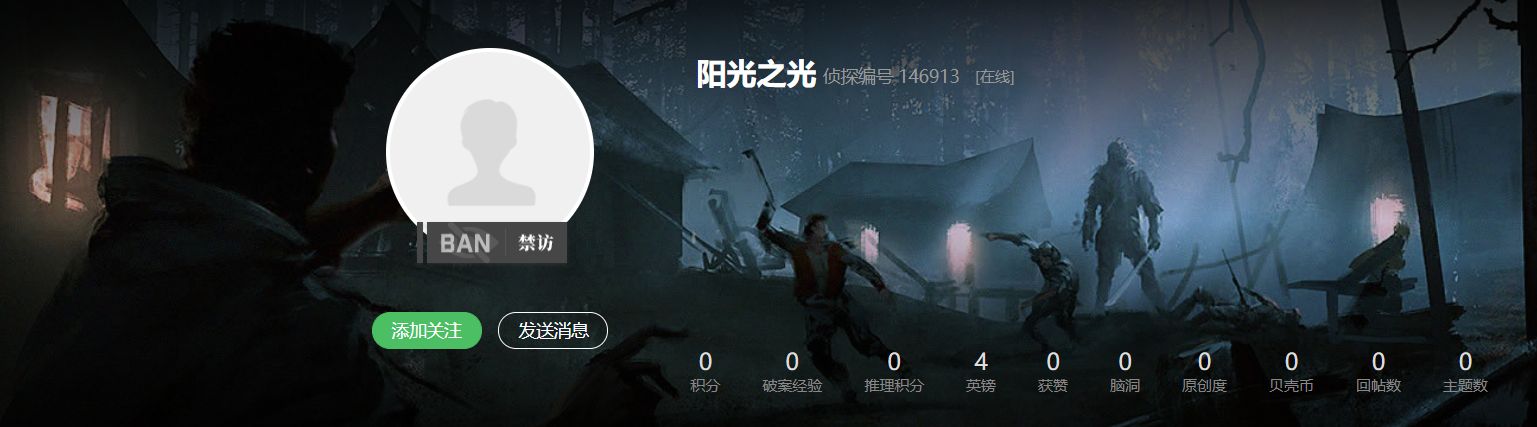 阳光之光 侦探编号 146913 [在线]
BAN 禁访
添加关注 发送消息
0 0 0 4 0 0 0 0 0 0
积分 破案经验 推理积分 英镑 获赞 脑洞 原创度 贝壳币 回帖数 主题数